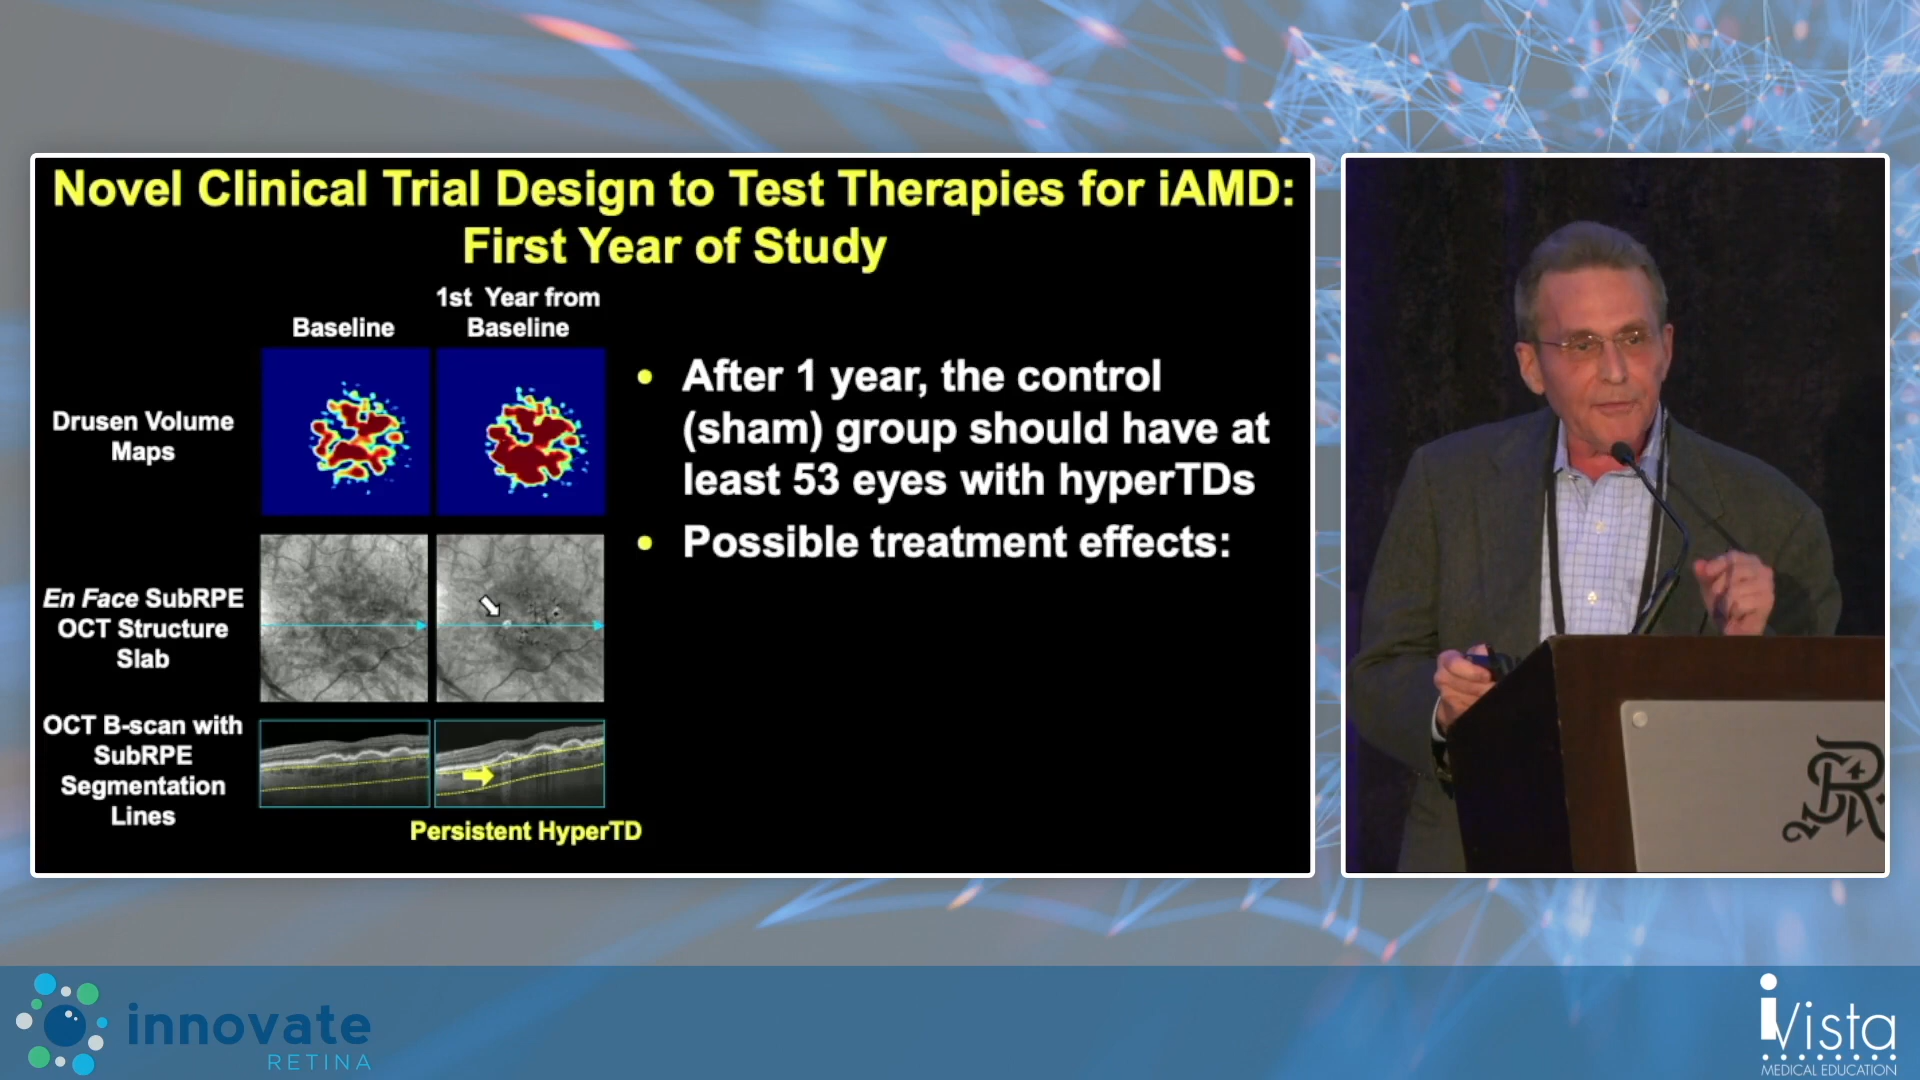 Novel Clinical Trial Design to Test Therapies for iAMD:
First Year of Study
Baseline
1st Year from
Baseline
Drusen Volume
Maps
En Face SubRPE
OCT Structure
Slab
OCT B-scan with
SubRPE
Segmentation
Lines
Persistent HyperTD
• After 1 year, the control
(sham) group should have at
least 53 eyes with hyperTDs
• Possible treatment effects:
R
innovate
RETINA
iVista
MEDICAL EDUCATION